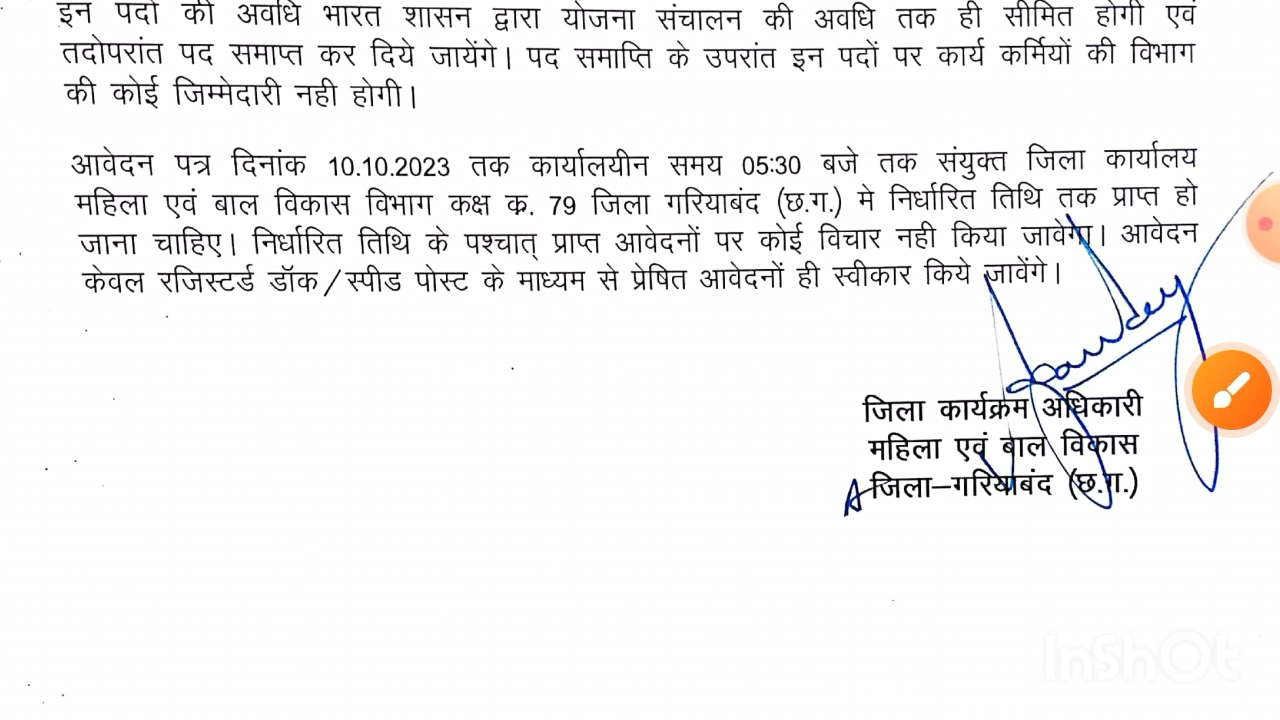 इन पदों की अवधि भारत शासन द्वारा योजना संचालन की अवधि तक ही सीमित होगी एवं
तदोपरांत पद समाप्त कर दिये जायेंगे। पद समाप्ति के उपरांत इन पदों पर कार्य कर्मियों की विभाग
की कोई जिम्मेदारी नही होगी।
आवेदन पत्र दिनांक 10.10.2023 तक कार्यालयीन समय 05:30 बजे तक संयुक्त जिला कार्यालय
महिला एवं बाल विकास विभाग कक्ष क्र. 79 जिला गरियाबंद (छ.ग.) मे निर्धारित तिथि तक प्राप्त हो
जाना चाहिए। निर्धारित तिथि के पश्चात् प्राप्त आवेदनों पर कोई विचार नही किया जावेगा। आवेदन
केवल रजिस्टर्ड डॉक/स्पीड पोस्ट के माध्यम से प्रेषित आवेदनों ही स्वीकार किये जावेंगे।
जिला कार्यक्रम अधिकारी
महिला एवं बाल विकास
जिला–गरियाबंद (छ.ग.)
InShOt